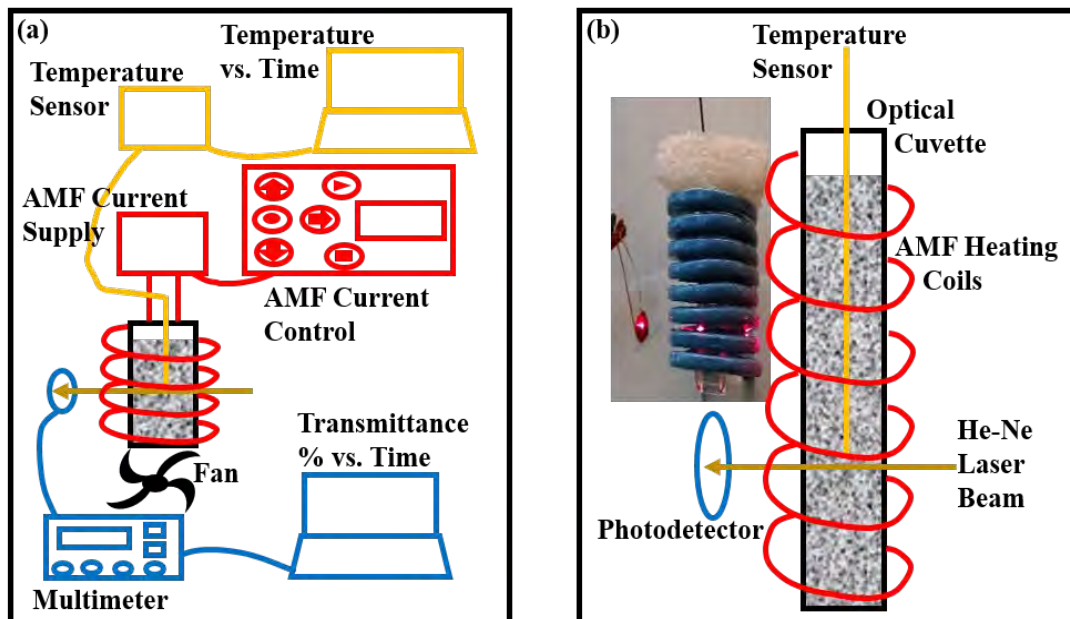 (a)
Temperature
vs. Time
Temperature
Sensor
AMF Current
Supply
AMF Current
Control
Transmittance
% vs. Time
Fan
Multimeter
(b)
Temperature
Sensor
Optical
Cuvette
AMF Heating
Coils
He-Ne
Laser
Beam
Photodetector